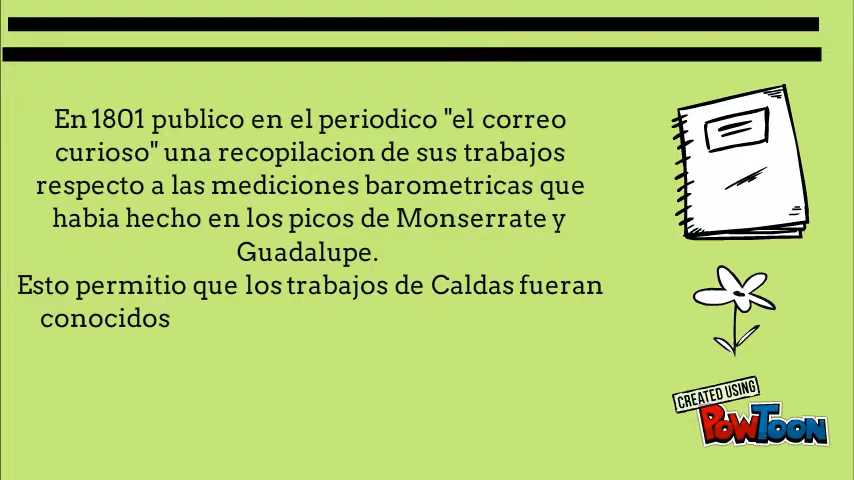 En 1801 publico en el periodico "el correo
curioso" una recopilacion de sus trabajos
respecto a las mediciones barometricas que
habia hecho en los picos de Monserrate y
Guadalupe.
Esto permitio que los trabajos de Caldas fueran
conocidos
CREATED USING
POWTOON